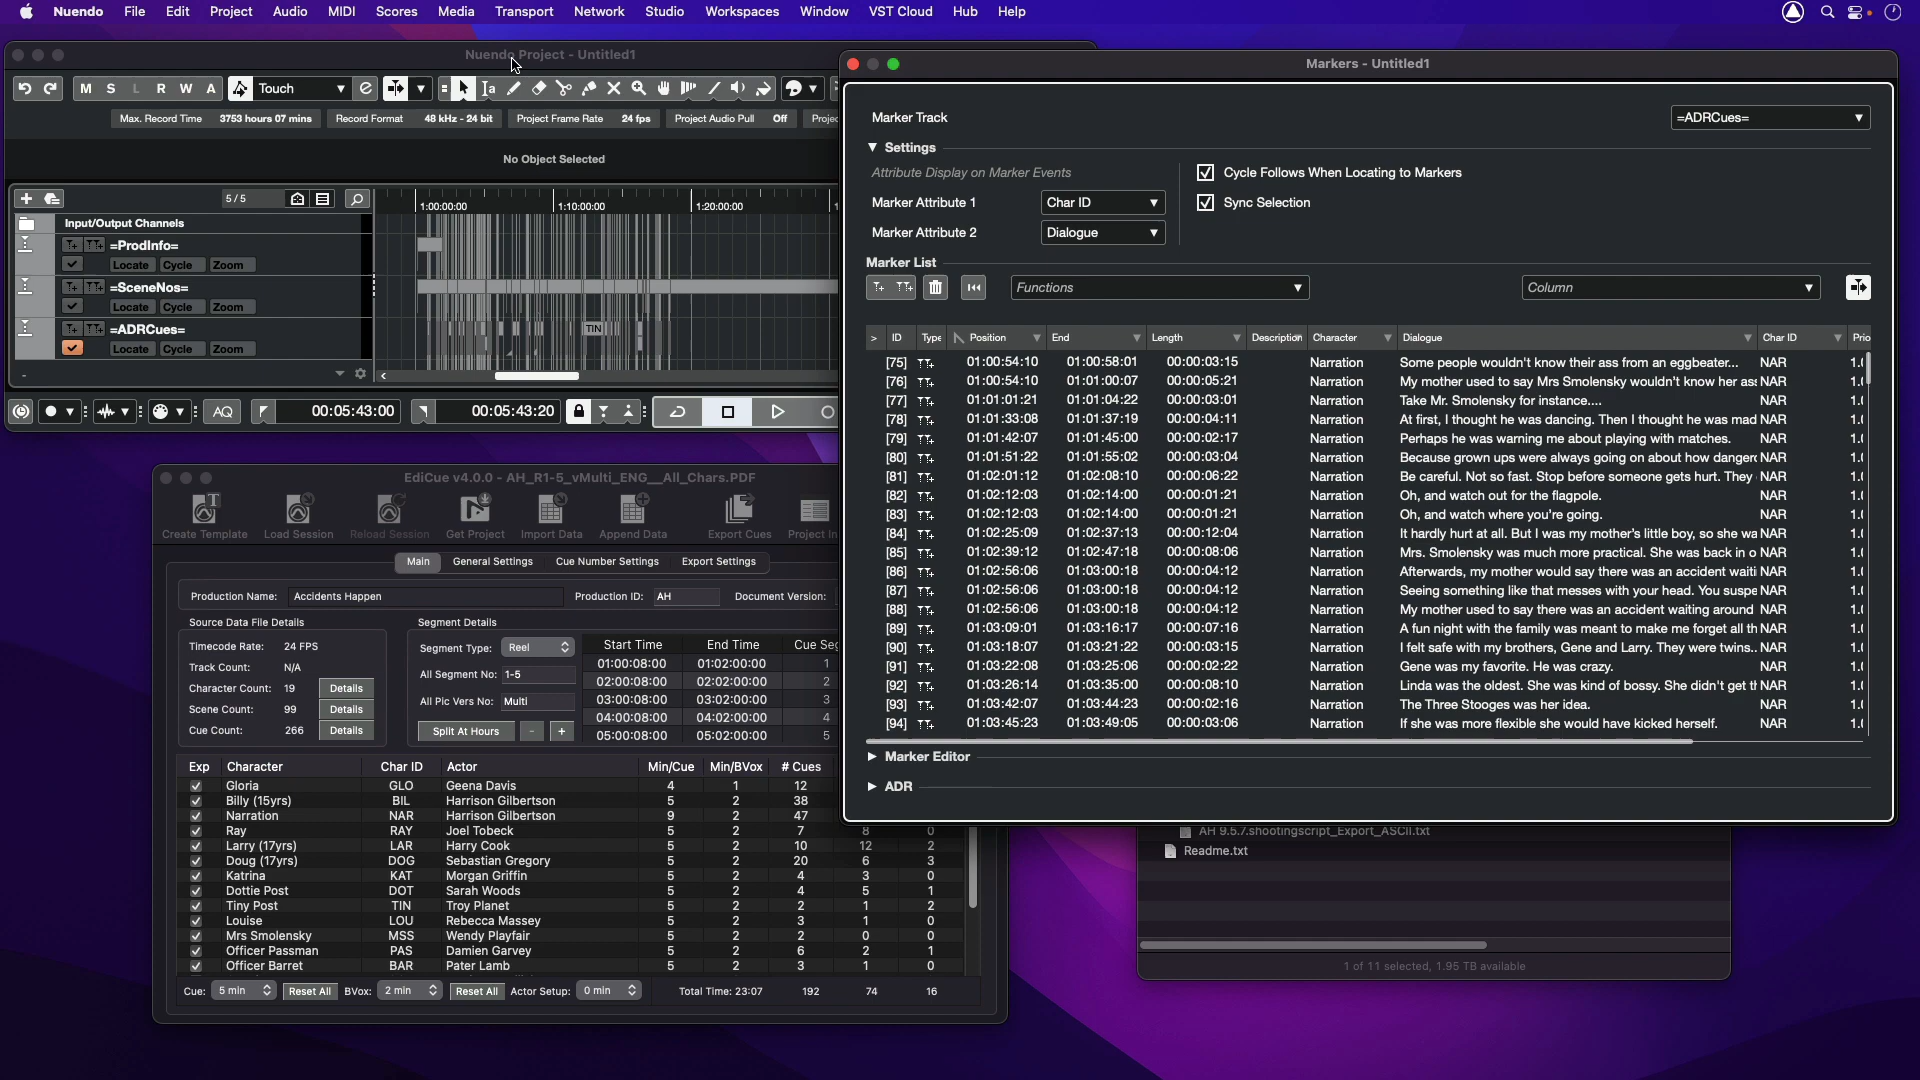 Nuendo File Edit Project Audio MIDI Scores Media Transport Network Studio Workspaces Window VST Cloud Hub Help
Nuendo Project - Untitled1
M S L R W A Touch
Max. Record Time 3753 hours 07 mins Record Format 48 kHz - 24 bit Project Frame Rate 24 fps Project Audio Pull Off
No Object Selected
5 / 5
1:00:00:00 1:10:00:00 1:20:00:00
Input/Output Channels
=ProdInfo=
Locate Cycle Zoom
=SceneNos=
Locate Cycle Zoom
=ADRCues= TIN
Locate Cycle Zoom
AQ 00:05:43:00 00:05:43:20
Markers - Untitled1
Marker Track =ADRCues=
Settings
Attribute Display on Marker Events
Cycle Follows When Locating to Markers
Marker Attribute 1 Char ID
Sync Selection
Marker Attribute 2 Dialogue
Marker List
Functions Column
> ID Type Position End Length Description Character Dialogue Char ID Prio
[75] 01:00:54:10 01:00:58:01 00:00:03:15 Narration Some people wouldn't know their ass from an eggbeater... NAR 1.(
[76] 01:00:54:10 01:01:00:07 00:00:05:21 Narration My mother used to say Mrs Smolensky wouldn't know her as NAR 1.(
[77] 01:01:01:21 01:01:04:22 00:00:03:01 Narration Take Mr. Smolensky for instance.... NAR 1.(
[78] 01:01:33:08 01:01:37:19 00:00:04:11 Narration At first, I thought he was dancing. Then I thought he was mad NAR 1.(
[79] 01:01:42:07 01:01:45:00 00:00:02:17 Narration Perhaps he was warning me about playing with matches. NAR 1.(
[80] 01:01:51:22 01:01:55:02 00:00:03:04 Narration Because grown ups were always going on about how danger NAR 1.(
[81] 01:02:01:12 01:02:08:10 00:00:06:22 Narration Be careful. Not so fast. Stop before someone gets hurt. They NAR 1.(
[82] 01:02:12:03 01:02:14:00 00:00:01:21 Narration Oh, and watch out for the flagpole. NAR 1.(
[83] 01:02:12:03 01:02:14:00 00:00:01:21 Narration Oh, and watch where you're going. NAR 1.(
[84] 01:02:25:09 01:02:37:13 00:00:12:04 Narration It hardly hurt at all. But I was my mother's little boy, so she wa NAR 1.(
[85] 01:02:39:12 01:02:47:18 00:00:08:06 Narration Mrs. Smolensky was much more practical. She was back in o NAR 1.(
[86] 01:02:56:06 01:03:00:18 00:00:04:12 Narration Afterwards, my mother would say there was an accident waiti NAR 1.(
[87] 01:02:56:06 01:03:00:18 00:00:04:12 Narration Seeing something like that messes with your head. You suspe NAR 1.(
[88] 01:02:56:06 01:03:00:18 00:00:04:12 Narration My mother used to say there was an accident waiting around NAR 1.(
[89] 01:03:09:01 01:03:16:17 00:00:07:16 Narration A fun night with the family was meant to make me forget all th NAR 1.(
[90] 01:03:18:07 01:03:21:22 00:00:03:15 Narration I felt safe with my brothers, Gene and Larry. They were twins.. NAR 1.(
[91] 01:03:22:08 01:03:25:06 00:00:02:22 Narration Gene was my favorite. He was crazy. NAR 1.(
[92] 01:03:26:14 01:03:35:00 00:00:08:10 Narration Linda was the oldest. She was kind of bossy. She didn't get th NAR 1.(
[93] 01:03:42:07 01:03:44:23 00:00:02:16 Narration The Three Stooges was her idea. NAR 1.(
[94] 01:03:45:23 01:03:49:05 00:00:03:06 Narration If she was more flexible she would have kicked herself. NAR 1.(
Marker Editor
ADR
EdiCue v4.0.0 - AH_R1-5_vMulti_ENG__All_Chars.PDF
Create Template Load Session Reload Session Get Project Import Data Append Data Export Cues Project In
Main General Settings Cue Number Settings Export Settings
Production Name: Accidents Happen Production ID: AH Document Version:
Source Data File Details
Timecode Rate: 24 FPS
Track Count: N/A
Character Count: 19 Details
Scene Count: 99 Details
Cue Count: 266 Details
Segment Details
Segment Type: Reel
All Segment No: 1-5
All Pic Vers No: Multi
Split At Hours - +
Start Time End Time Cue Seg
01:00:08:00 01:02:00:00 1
02:00:08:00 02:02:00:00 2
03:00:08:00 03:02:00:00 3
04:00:08:00 04:02:00:00 4
05:00:08:00 05:02:00:00 5
Exp Character Char ID Actor Min/Cue Min/BVox # Cues
Gloria GLO Geena Davis 4 1 12
Billy (15yrs) BIL Harrison Gilbertson 5 2 38
Narration NAR Harrison Gilbertson 9 2 47
Ray RAY Joel Tobeck 5 2 7 8 0
Larry (17yrs) LAR Harry Cook 5 2 10 12 2
Doug (17yrs) DOG Sebastian Gregory 5 2 20 6 3
Katrina KAT Morgan Griffin 5 2 4 3 0
Dottie Post DOT Sarah Woods 5 2 4 5 1
Tiny Post TIN Troy Planet 5 2 2 1 2
Louise LOU Rebecca Massey 5 2 3 1 0
Mrs Smolensky MSS Wendy Playfair 5 2 2 0 0
Officer Passman PAS Damien Garvey 5 2 6 2 1
Officer Barret BAR Pater Lamb 5 2 3 1 0
Cue: 5 min Reset All BVox: 2 min Reset All Actor Setup: 0 min Total Time: 23:07 192 74 16
AH 9.5.7.shootingscript_Export_ASCII.txt
Readme.txt
1 of 11 selected, 1.95 TB available